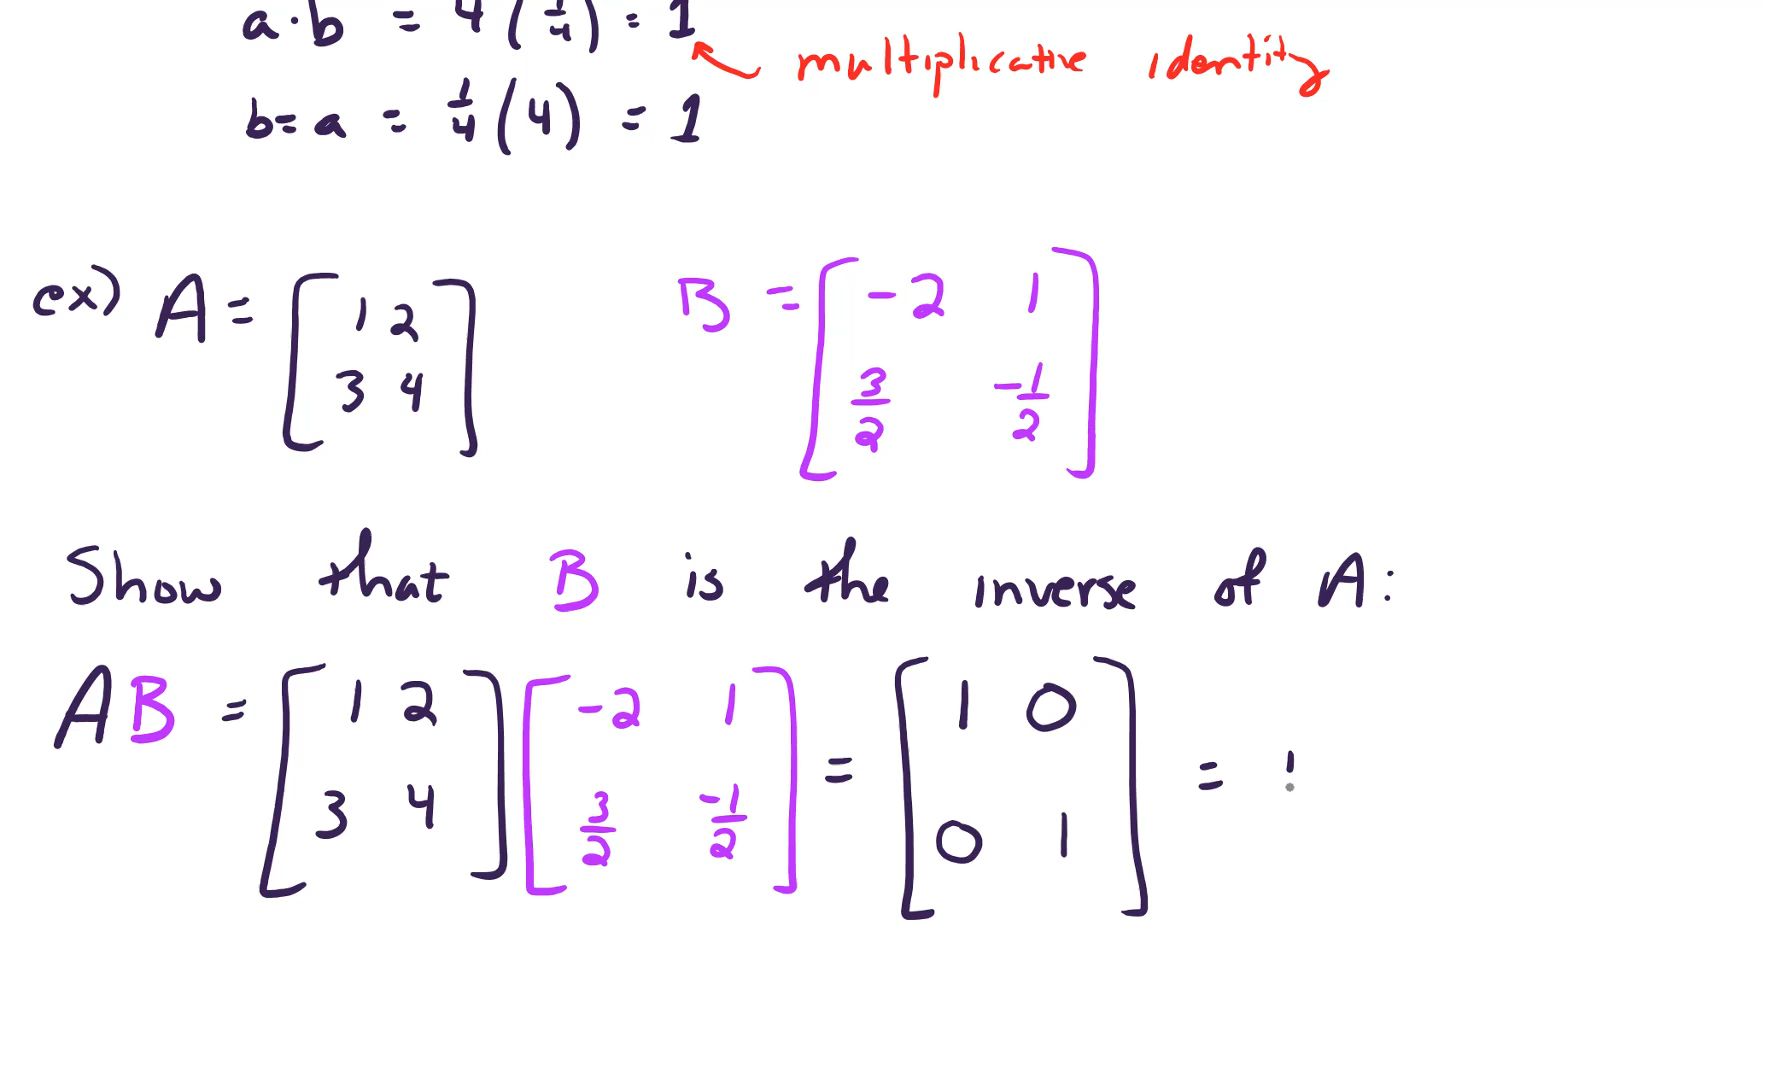 a·b = 4(1/4) = 1
multiplicative identity
b= a = 1/4 (4) = 1
ex) A = [1 2
3 4]
B = [-2 1
3/2 -1/2]
Show that B is the inverse of A:
AB = [1 2
3 4] [-2 1
3/2 -1/2] = [1 0
0 1] =